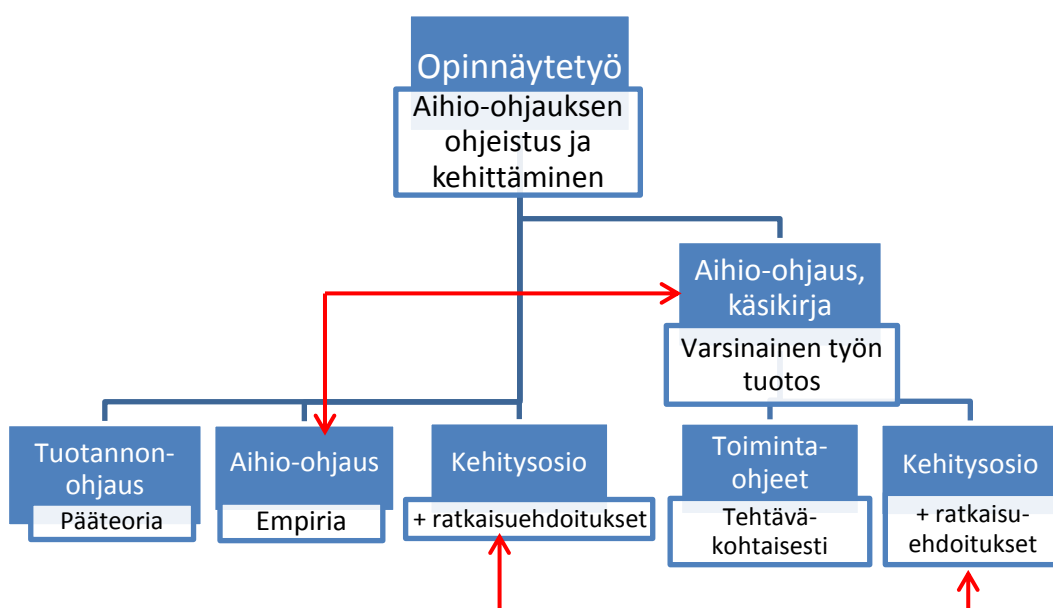 Opinnäytetyö
Aihio-ohjauksen
ohjeistus ja
kehittäminen
Aihio-ohjaus,
käsikirja
Varsinainen työn
tuotos
Tuotannon-
ohjaus
Pääteoria
Aihio-ohjaus
Empiria
Kehitysosio
+ ratkaisuehdoitukset
Toiminta-
ohjeet
Tehtävä-
kohtaisesti
Kehitysosio
+ ratkaisu-
ehdoitukset